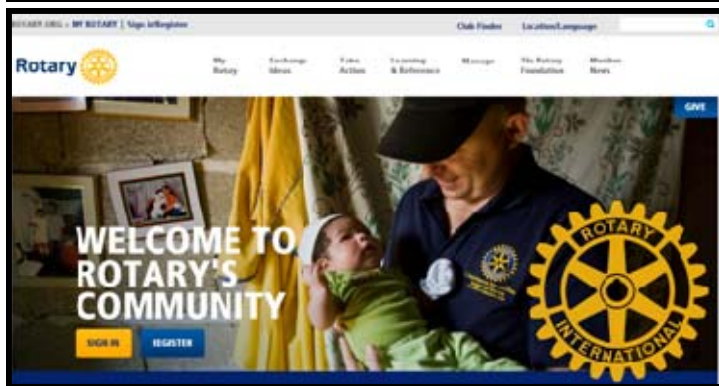 ROTARY.ORG > MY ROTARY | Sign in/Register
Club Finder Location/Language
Rotary
My Rotary
Exchange Ideas
Take Action
Learning & Reference
Manage
The Rotary Foundation
Member News
GIVE
WELCOME TO
ROTARY'S
COMMUNITY
SIGN IN REGISTER
ROTARY
INTERNATIONAL